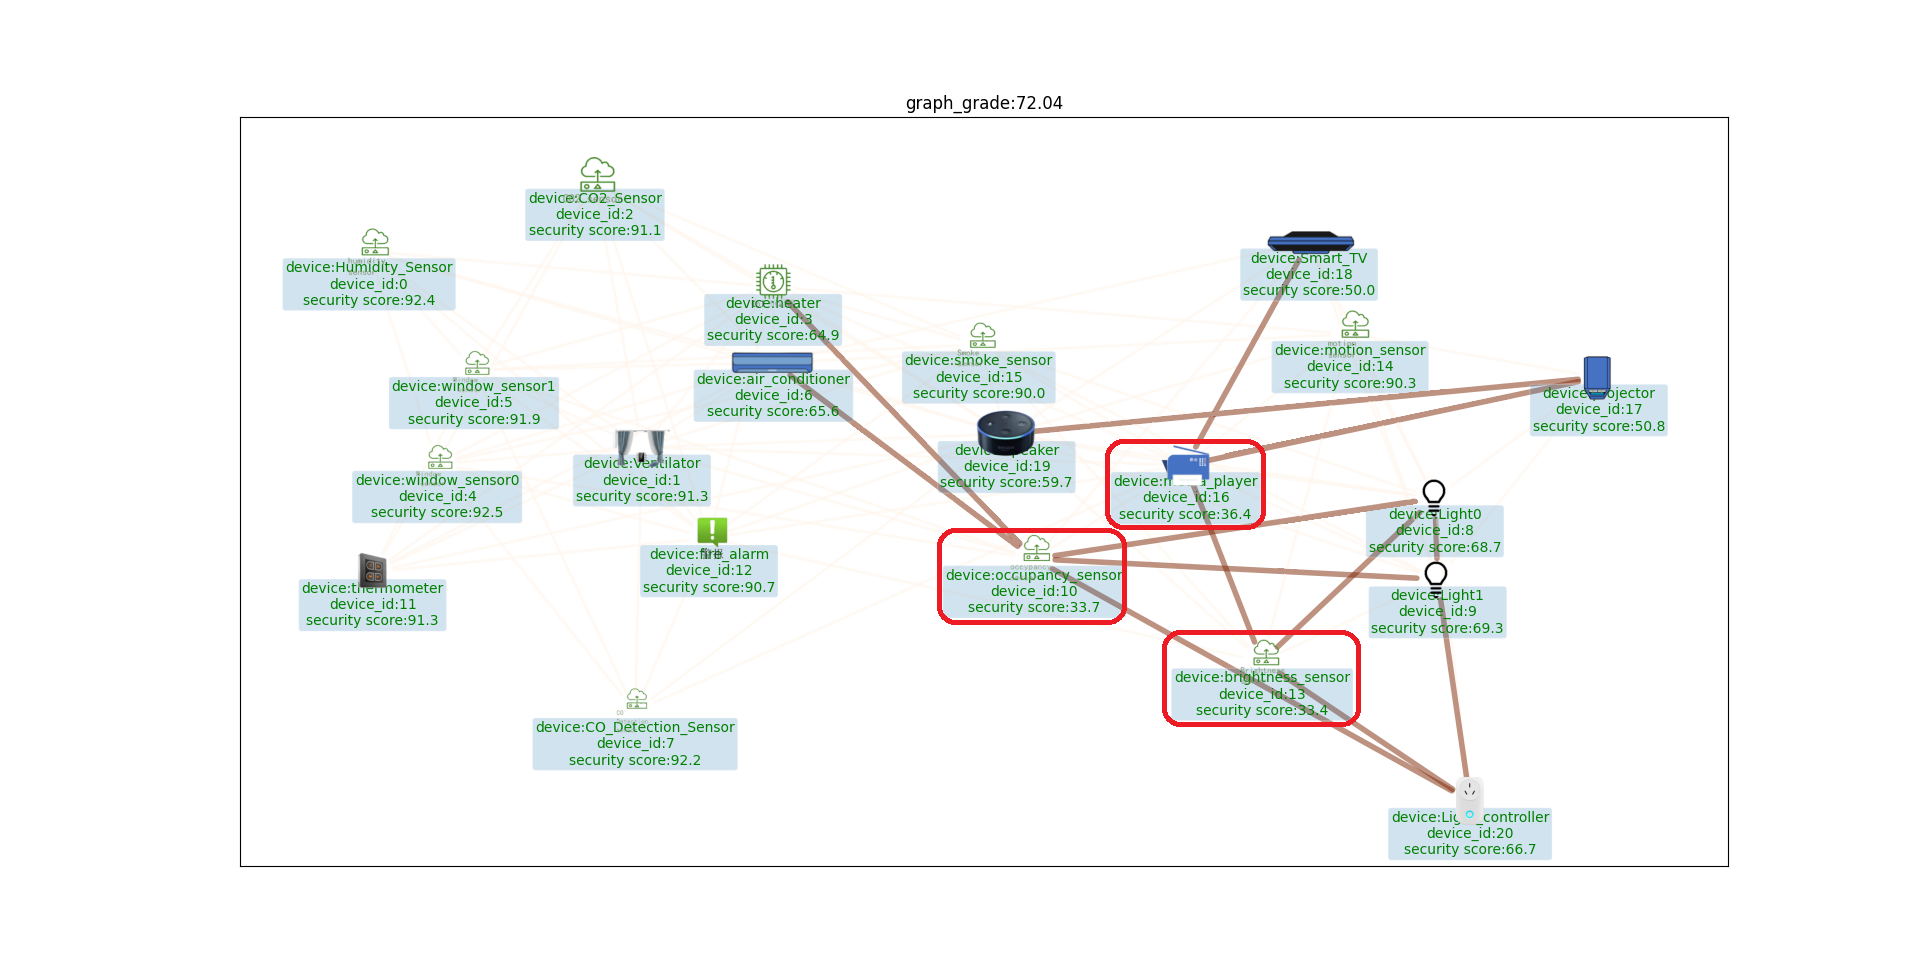 graph_grade:72.04
device:CO2_Sensor
device_id:2
security score:91.1
device:Humidity_Sensor
device_id:0
security score:92.4
device:Smart_TV
device_id:18
security score:50.0
device:heater
device_id:3
security score:64.9
device:smoke_sensor
device_id:15
security score:90.0
device:motion_sensor
device_id:14
security score:90.3
device:window_sensor1
device_id:5
security score:91.9
device:air_conditioner
device_id:6
security score:65.6
device:projector
device_id:17
security score:50.8
device:window_sensor0
device_id:4
security score:92.5
device:ventilator
device_id:1
security score:91.3
device:speaker
device_id:19
security score:59.7
device_id:16
security score:36.4
device:Light0
device_id:8
security score:68.7
device:fire_alarm
device_id:12
security score:90.7
device:occupancy_sensor
device_id:10
security score:33.7
device:thermometer
device_id:11
security score:91.3
device:Light1
device_id:9
security score:69.3
device:brightness_sensor
device_id:13
security score:33.4
device:CO_Detection_Sensor
device_id:7
security score:92.2
device:Light_controller
device_id:20
security score:66.7